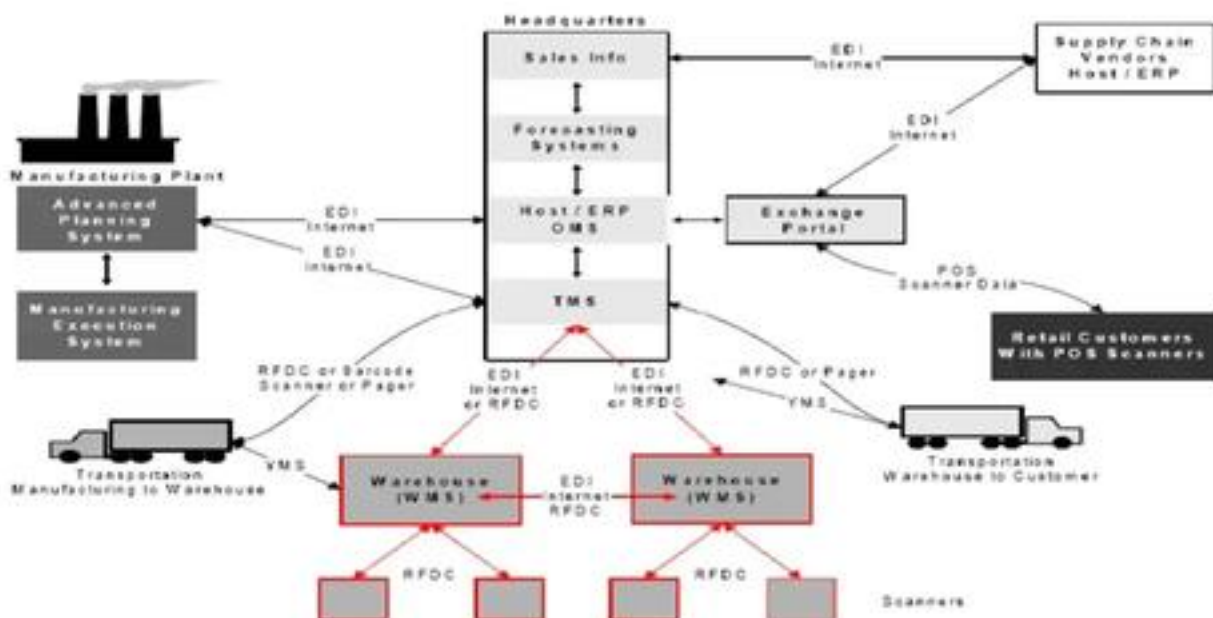 Headquarters
Sales Info
EDI
Internet
Supply Chain
Vendors
Host / ERP
Forecasting
Systems
EDI
Internet
Manufacturing Plant
Advanced
Planning
System
EDI
Internet
Host / ERP
OMS
Exchange
Portal
EDI
Internet
POS
Scanner Data
Manufacturing
Execution
System
TMS
Retail Customers
With POS Scanners
RFDC or Barcode
Scanner or Pager
EDI
Internet
or RFDC
EDI
Internet
or RFDC
RFDC or Pager
YMS
YMS
Transportation
Manufacturing to Warehouse
Warehouse
(WMS)
EDI
Internet
RFDC
Warehouse
(WMS)
Transportation
Warehouse to Customer
RFDC
RFDC
Scanners